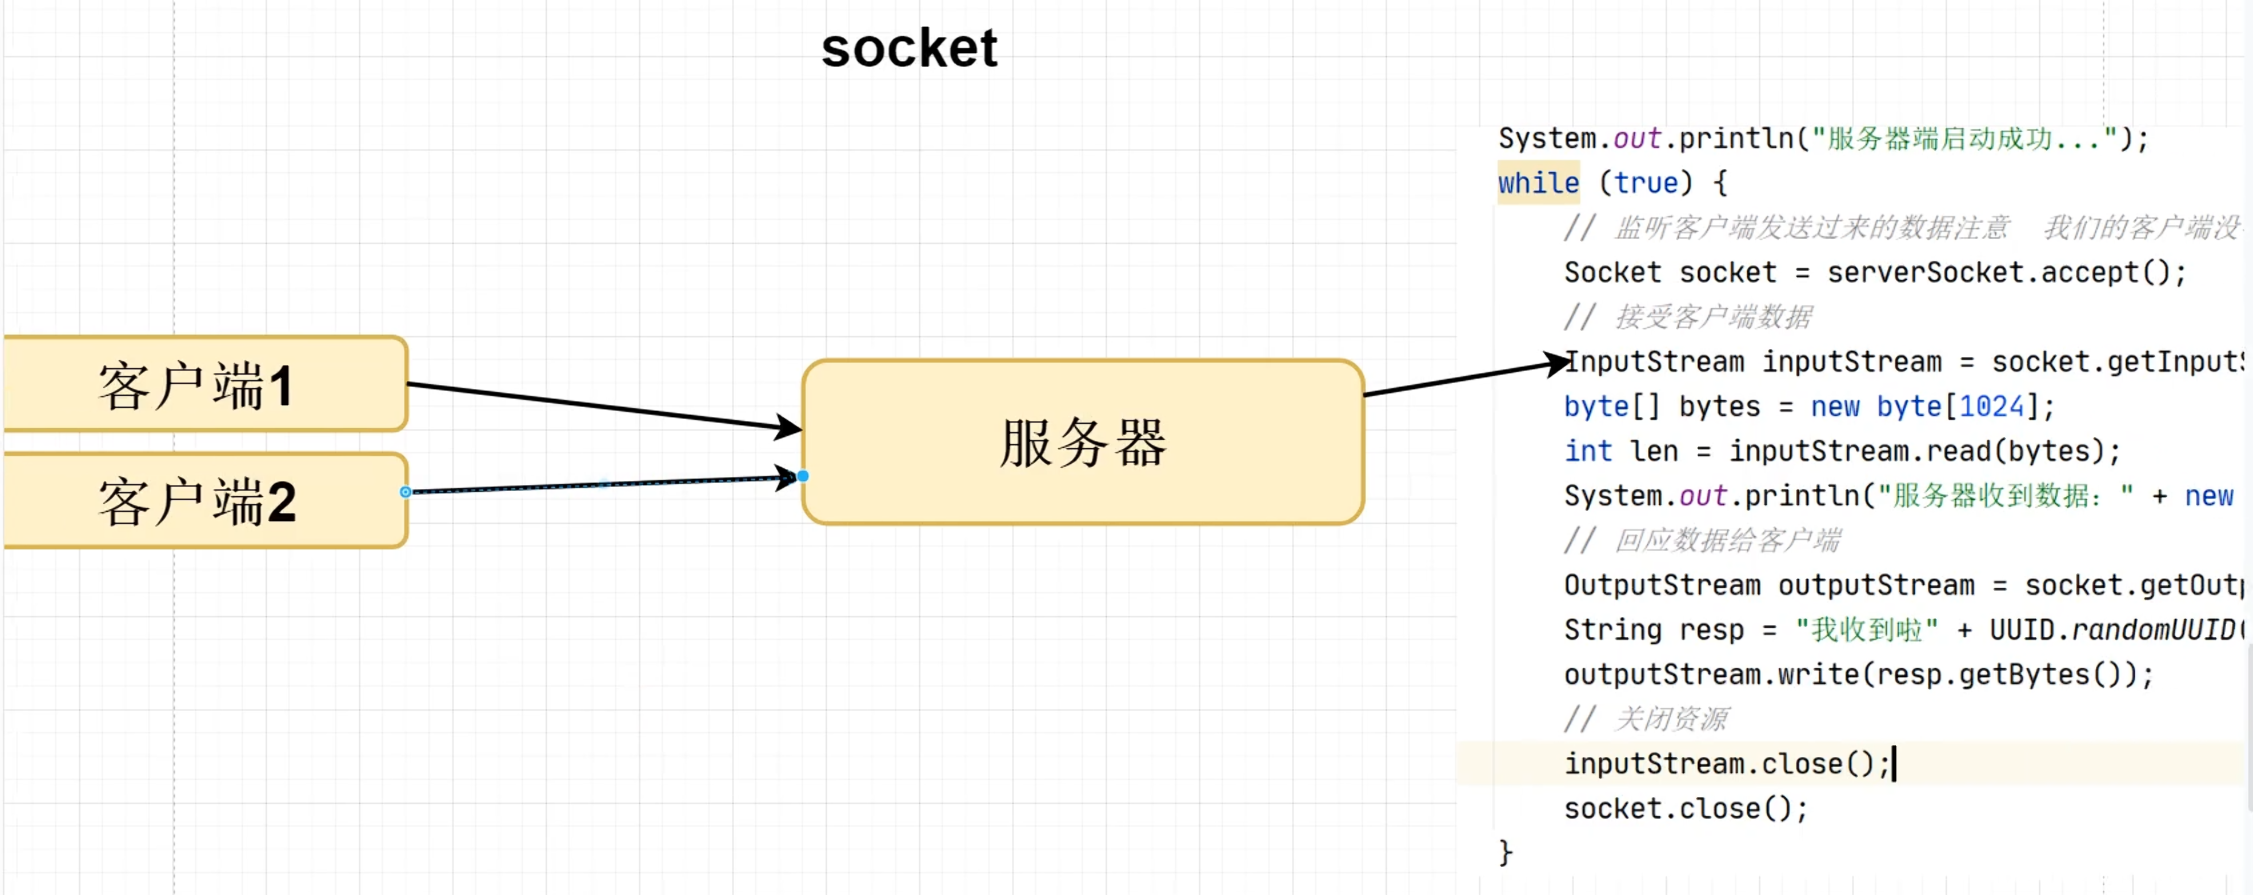 socket
客户端1
客户端2
服务器
System.out.println("服务器端启动成功...");
while (true) {
// 监听客户端发送过来的数据注意 我们的客户端没
Socket socket = serverSocket.accept();
// 接受客户端数据
InputStream inputStream = socket.getInputS
byte[] bytes = new byte[1024];
int len = inputStream.read(bytes);
System.out.println("服务器收到数据：" + new
// 回应数据给客户端
OutputStream outputStream = socket.getOutp
String resp = "我收到啦" + UUID.randomUUID(
outputStream.write(resp.getBytes());
// 关闭资源
inputStream.close();
socket.close();
}